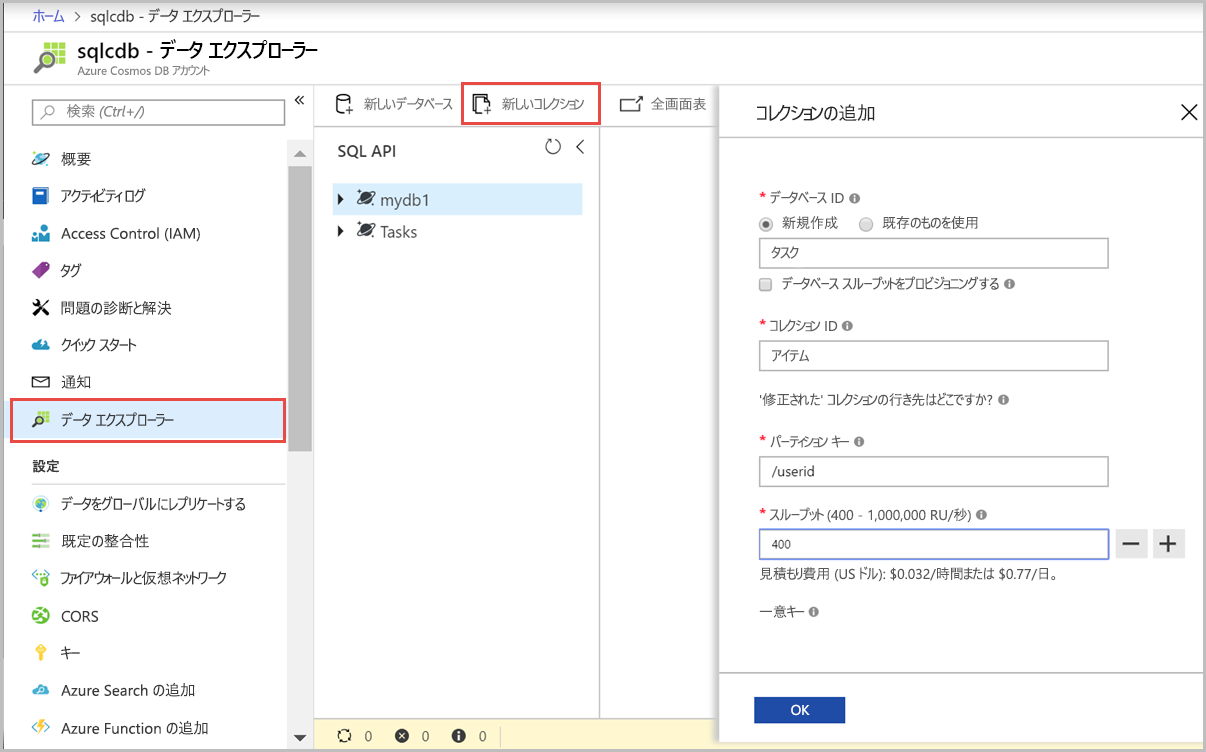 ホーム > sqlcdb - データ エクスプローラー
sqlcdb - データ エクスプローラー
Azure Cosmos DB アカウント
検索 (Ctrl+/)
概要
アクティビティログ
Access Control (IAM)
タグ
問題の診断と解決
クイック スタート
通知
データ エクスプローラー
設定
データをグローバルにレプリケートする
既定の整合性
ファイアウォールと仮想ネットワーク
CORS
キー
Azure Search の追加
Azure Function の追加
新しいデータベース
新しいコレクション
全画面表
SQL API
mydb1
Tasks
0 0 0
コレクションの追加
* データベース ID
新規作成 既存のものを使用
タスク
データベース スループットをプロビジョニングする
* コレクション ID
アイテム
'修正された' コレクションの行き先はどこですか?
* パーティション キー
/userid
* スループット (400 - 1,000,000 RU/秒)
400
見積もり費用 (US ドル): $0.032/時間または $0.77/日。
一意キー
OK